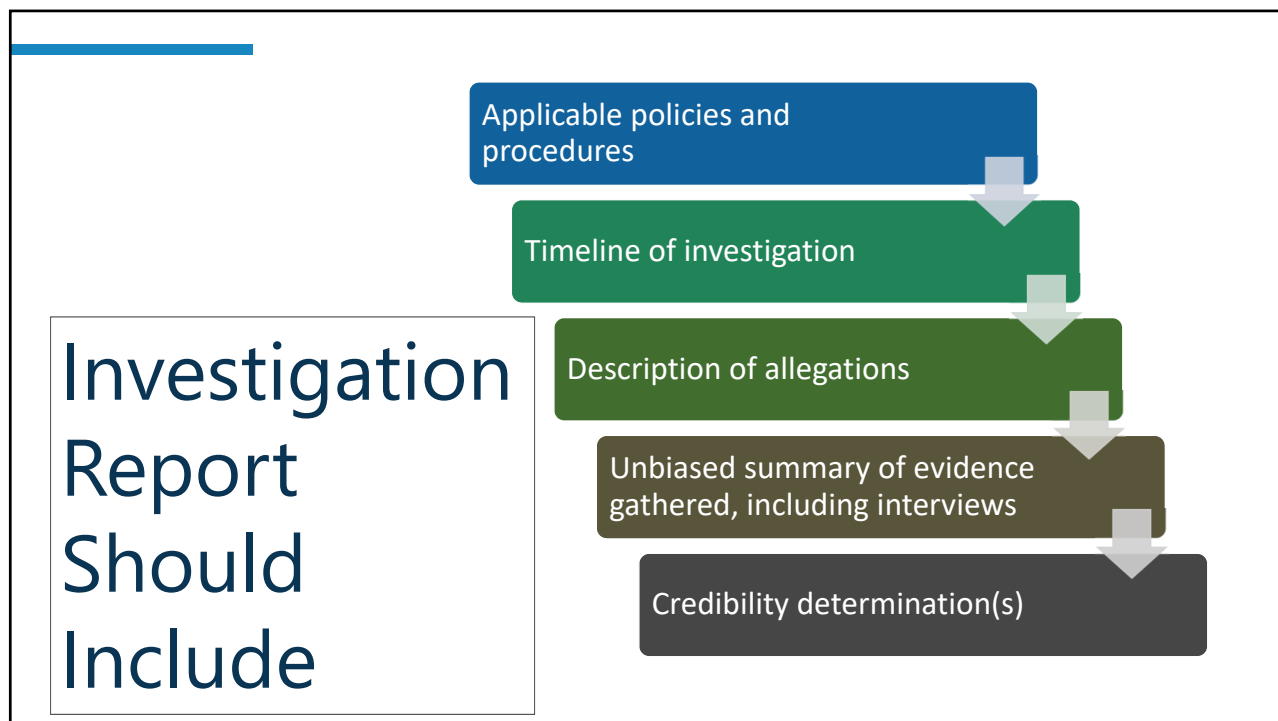 Investigation
Report
Should
Include
Applicable policies and
procedures
Timeline of investigation
Description of allegations
Unbiased summary of evidence
gathered, including interviews
Credibility determination(s)